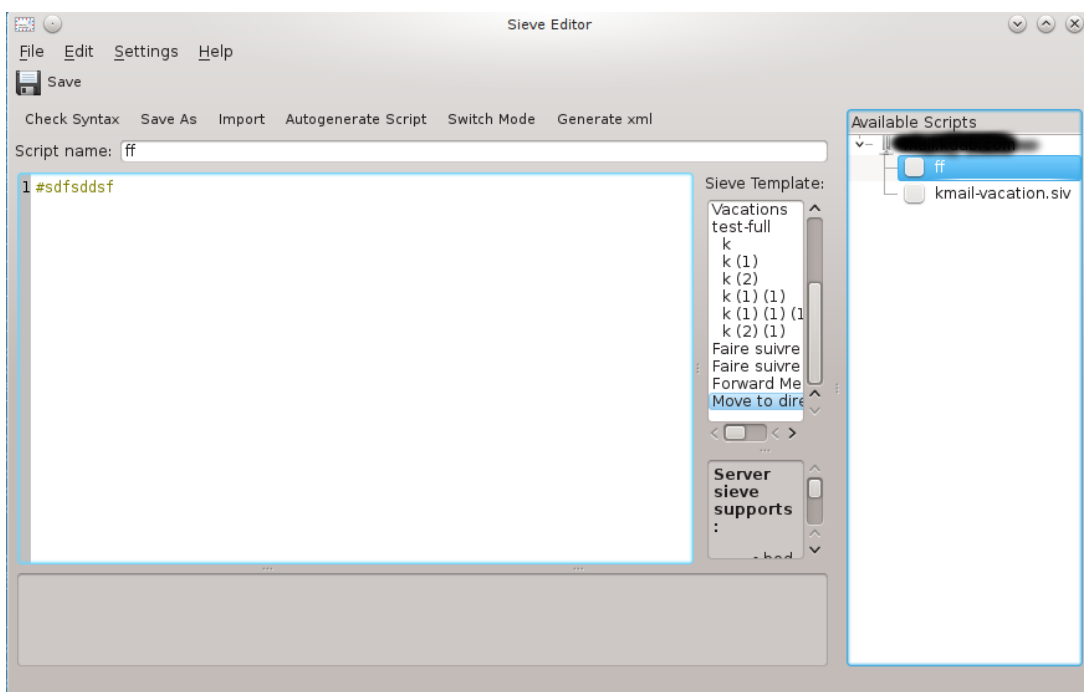 Sieve Editor
File Edit Settings Help
Save
Check Syntax Save As Import Autogenerate Script Switch Mode Generate xml
Script name: ff
1 #sdfsddsf
Sieve Template:
Vacations
test-full
k
k (1)
k (2)
k (1) (1)
k (1) (1) (1
k (2) (1)
Faire suivre
Faire suivre
Forward Me
Move to dire
Server
sieve
supports
:
Available Scripts
ff
kmail-vacation.siv